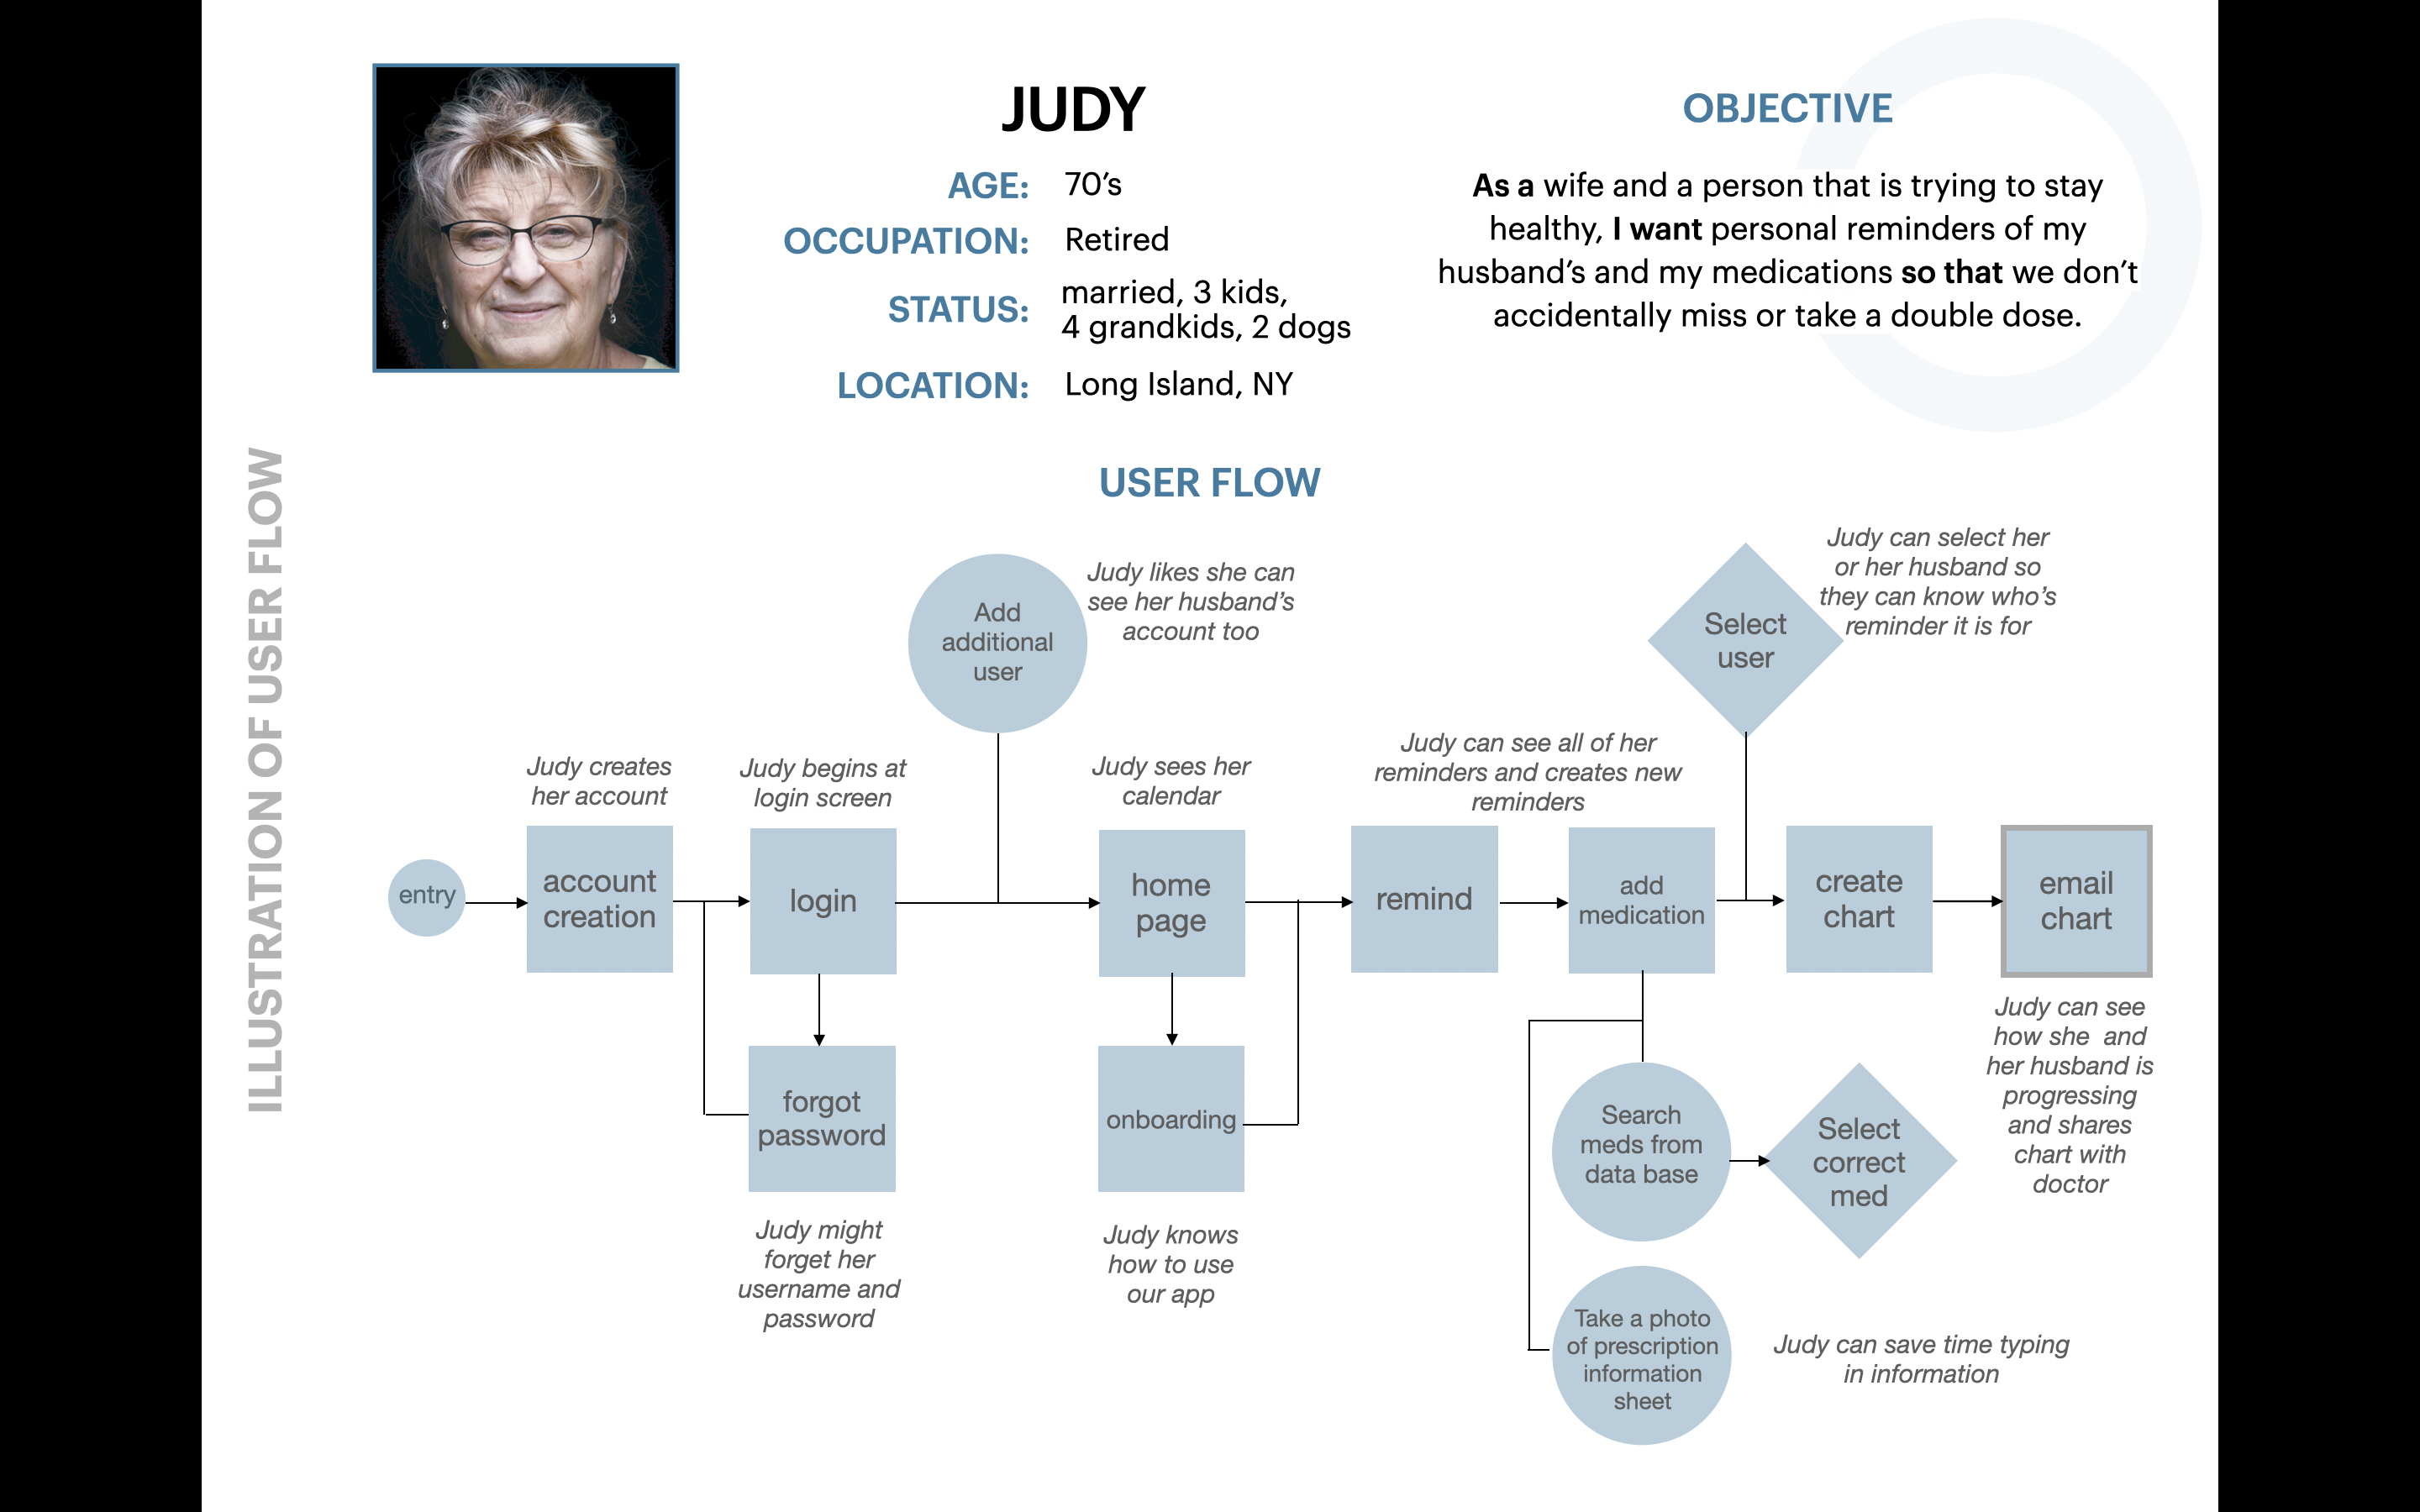 JUDY
AGE: 70's
OCCUPATION: Retired
STATUS: married, 3 kids,
4 grandkids, 2 dogs
LOCATION: Long Island, NY
OBJECTIVE
As a wife and a person that is trying to stay
healthy, I want personal reminders of my
husband's and my medications so that we don't
accidentally miss or take a double dose.
ILLUSTRATION OF USER FLOW
USER FLOW
Add
additional
user
Judy likes she can
see her husband's
account too
Select
user
Judy can select her
or her husband so
they can know who's
reminder it is for
Judy creates
her account
Judy begins at
login screen
Judy sees her
calendar
Judy can see all of her
reminders and creates new
reminders
entry
account
creation
login
home
page
remind
add
medication
create
chart
email
chart
forgot
password
Judy might
forget her
username and
password
onboarding
Judy knows
how to use
our app
Search
meds from
data base
Select
correct
med
Judy can see
how she and
her husband is
progressing
and shares
chart with
doctor
Take a photo
of prescription
information
sheet
Judy can save time typing
in information